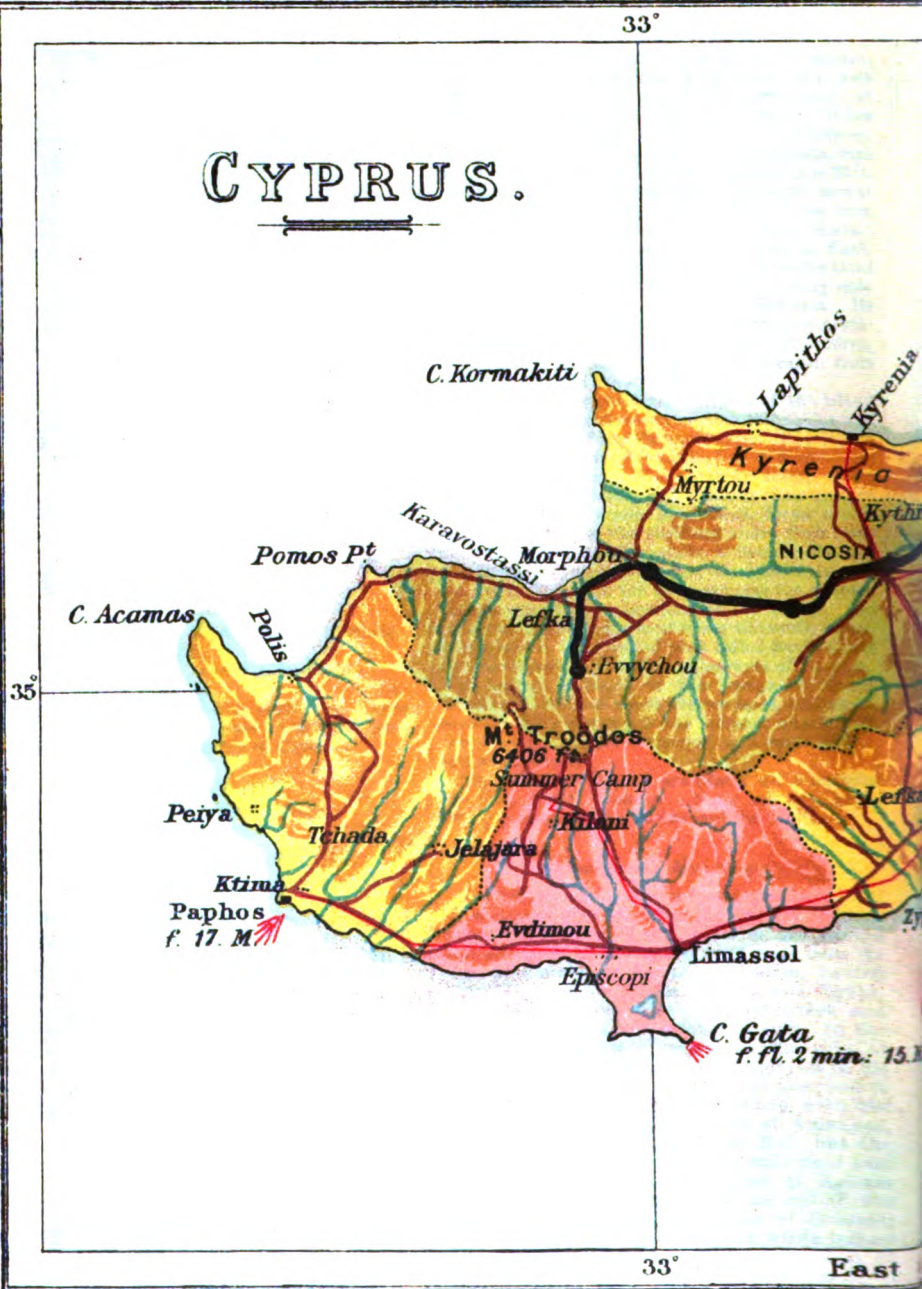 33°
CYPRUS.
C. Kormakiti
Lapithos
Kyrenia
Kyrenia
Myrtou
Karavostassi
Pomos Pt
Morphou
NICOSIA
C. Acamas
Polis
Lefka
Evvychou
35°
Mt. Troödos
6406 ft.
Summer Camp
Peiya
Tchada
Kilani
Jelajara
Ktima
Paphos
f. 17. M
Evdimou
Limassol
Episcopi
C. Gata
f. fl. 2 min: 15.
33°
East